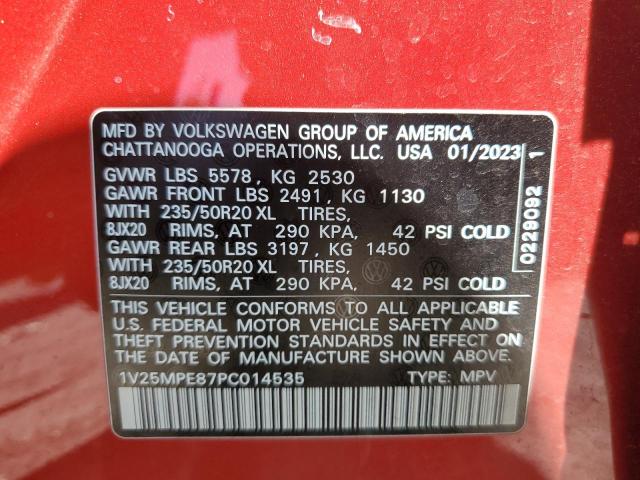 MFD BY VOLKSWAGEN GROUP OF AMERICA
CHATTANOOGA OPERATIONS, LLC. USA 01/2023
GVWR LBS 5578, KG 2530
GAWR FRONT LBS 2491, KG 1130
WITH 235/50R20 XL TIRES,
8JX20 RIMS, AT 290 KPA, 42 PSI COLD
GAWR REAR LBS 3197, KG 1450
WITH 235/50R20 XL TIRES,
8JX20 RIMS, AT 290 KPA, 42 PSI COLD
THIS VEHICLE CONFORMS TO ALL APPLICABLE
U.S. FEDERAL MOTOR VEHICLE SAFETY AND
THEFT PREVENTION STANDARDS IN EFFECT ON
THE DATE OF MANUFACTURE SHOWN ABOVE.
1V25MPE87PC014535 TYPE: MPV
0229092 1